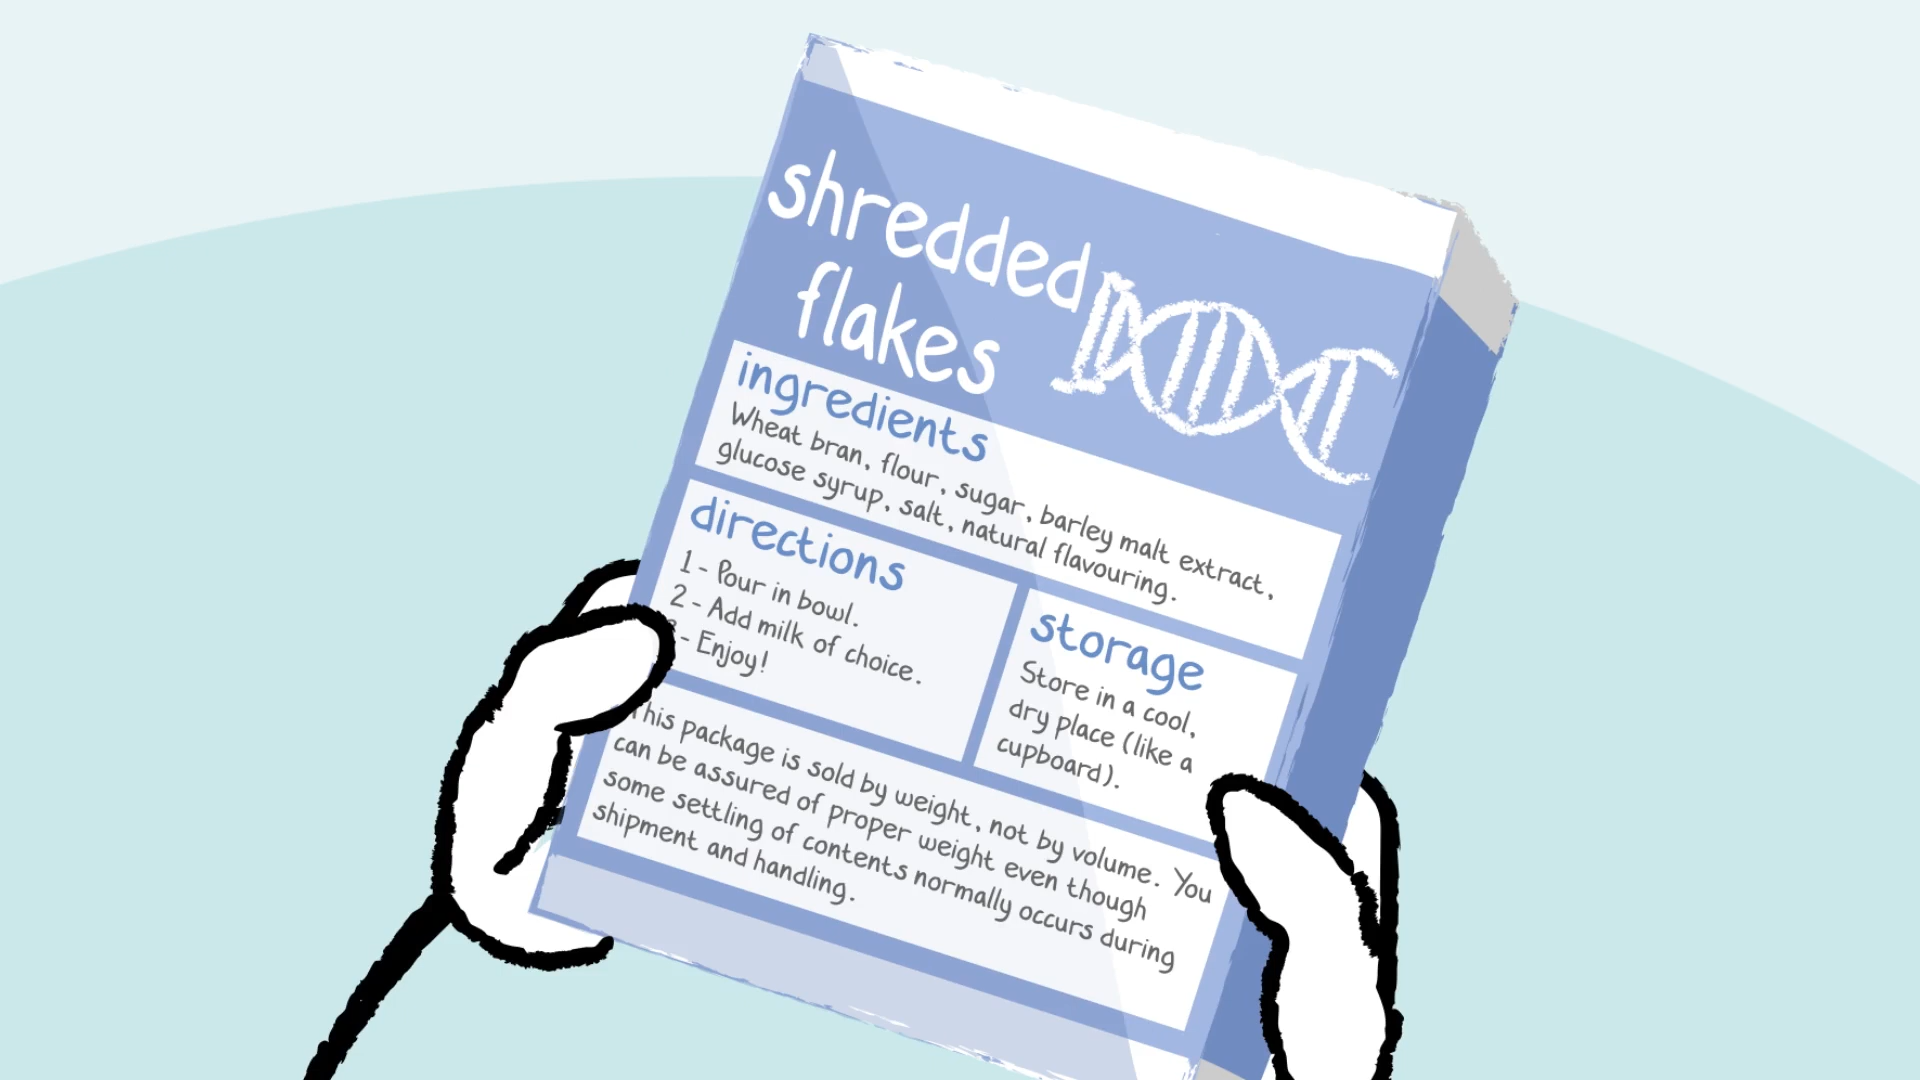 shredded
flakes
ingredients
Wheat bran, flour, sugar, barley malt extract,
glucose syrup, salt, natural flavouring.
directions
1 - Pour in bowl.
2 - Add milk of choice.
- Enjoy!
storage
Store in a cool,
dry place (like a
cupboard).
This package is sold by weight, not by volume. You
can be assured of proper weight even though
some settling of contents normally occurs during
shipment and handling.